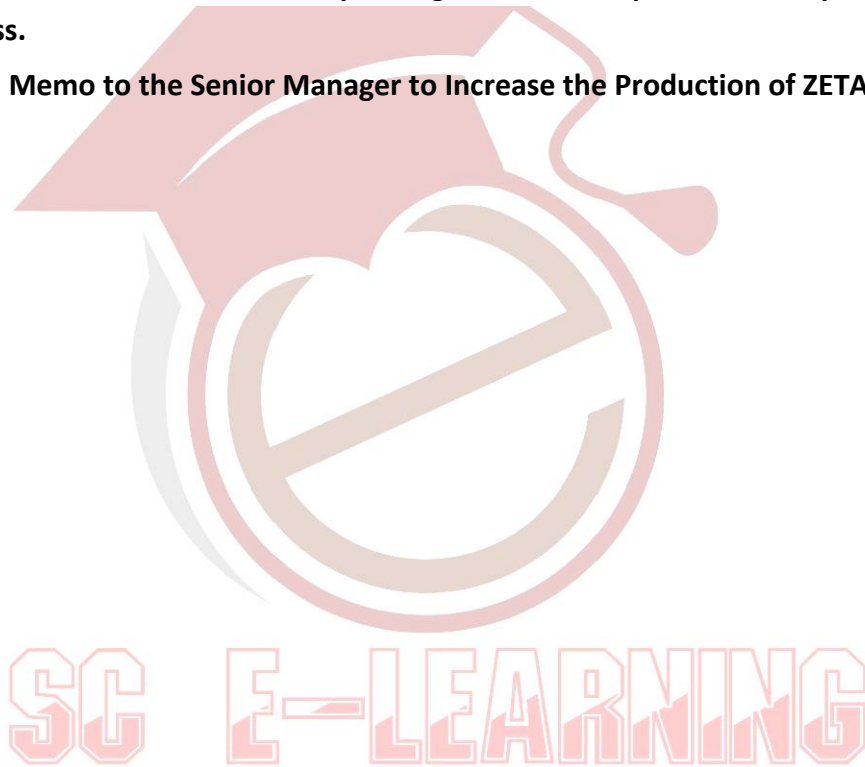 ss.
Memo to the Senior Manager to Increase the Production of ZETA
SC E-LEARNING